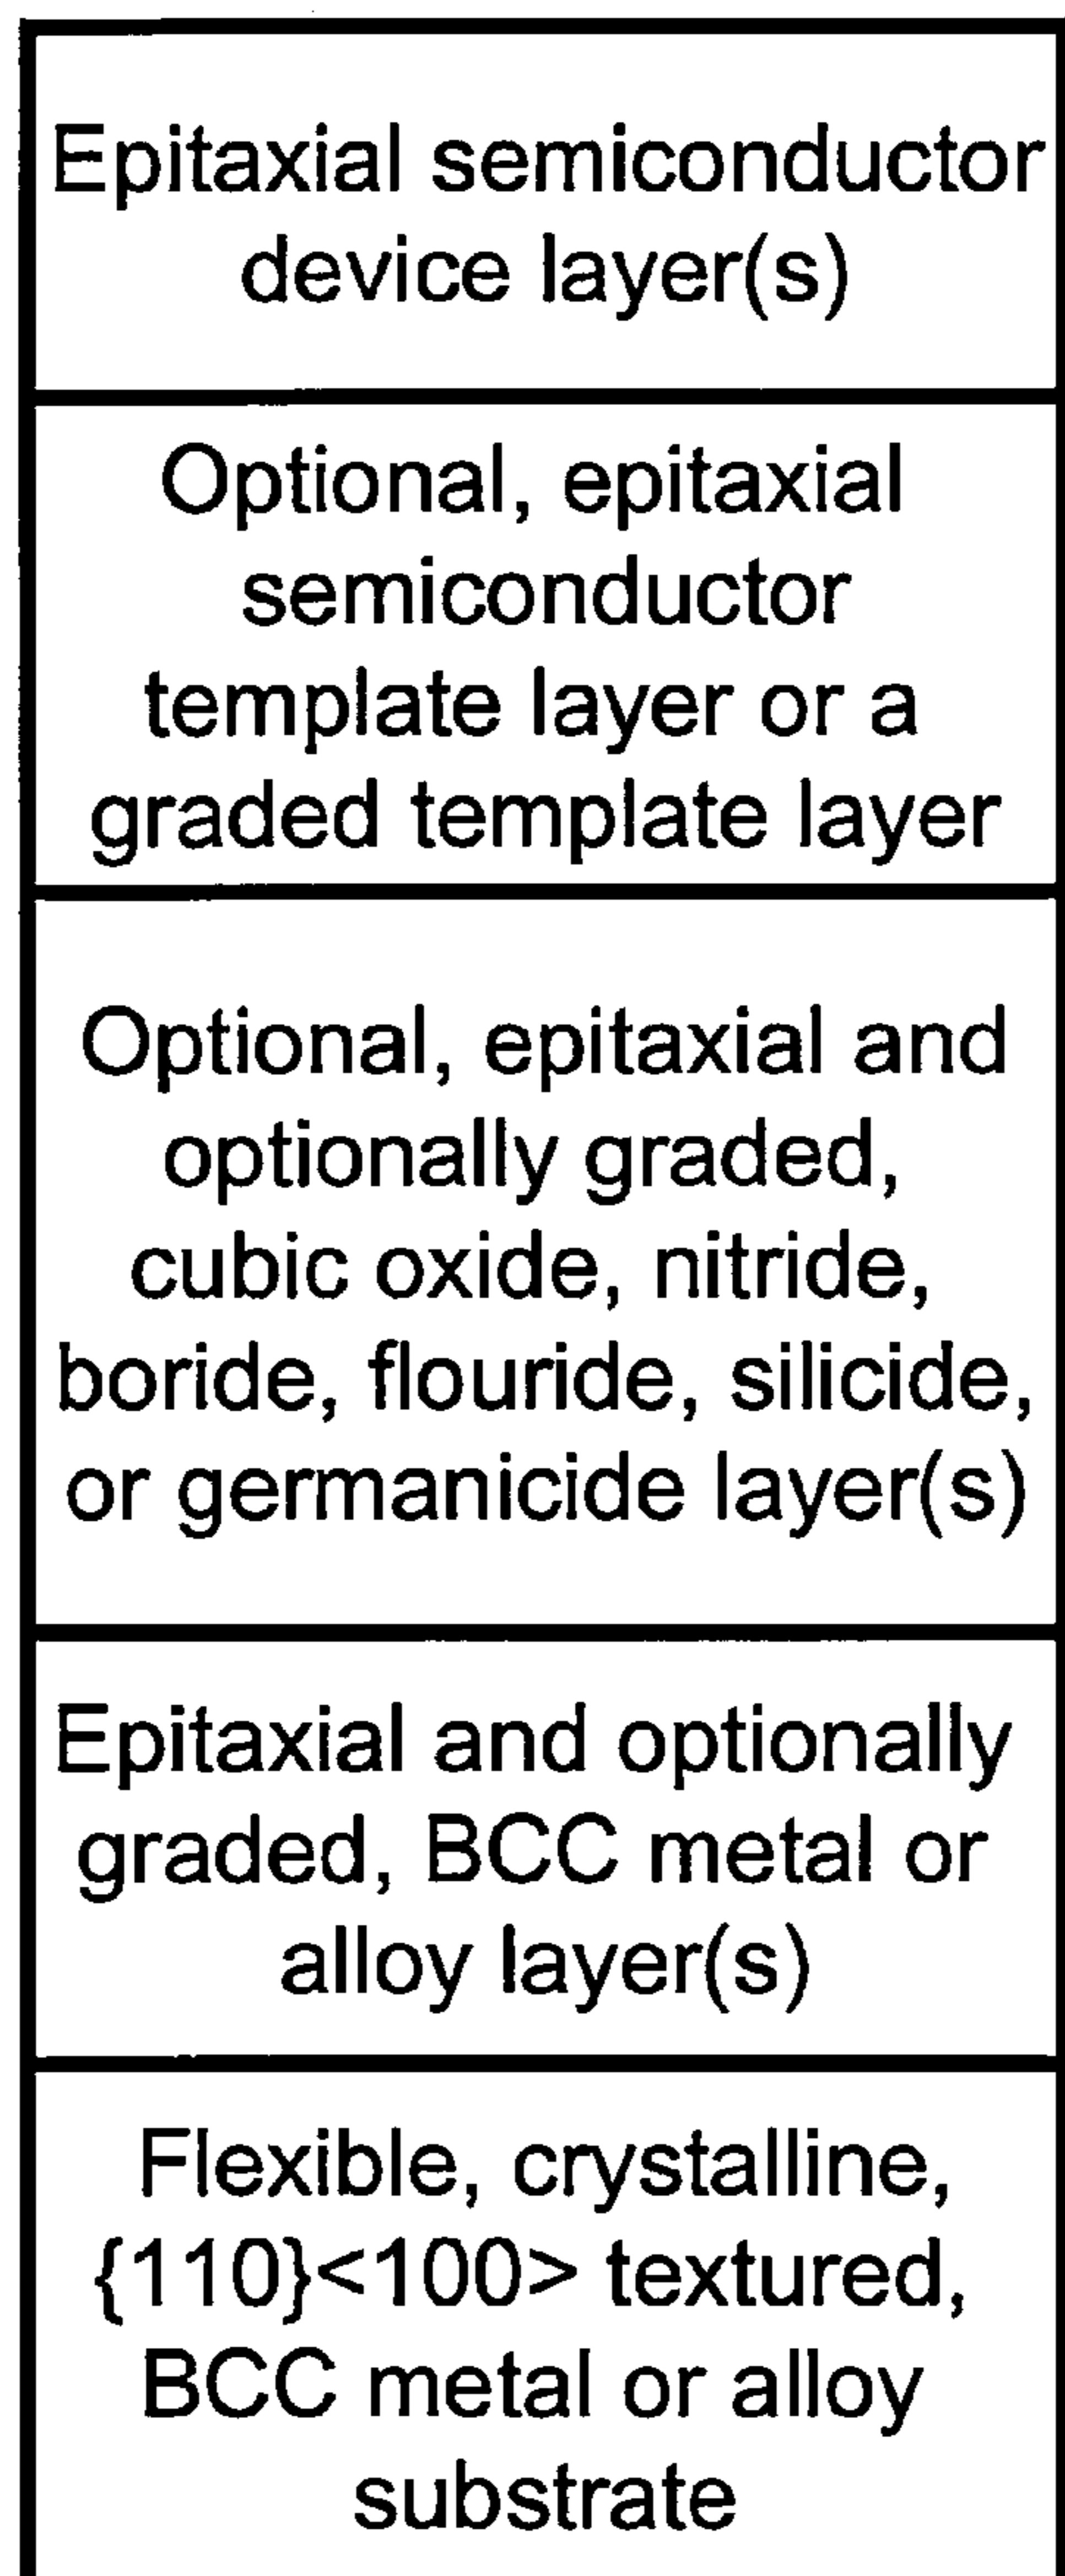 Epitaxial semiconductor
device layer(s)
Optional, epitaxial
semiconductor
template layer or a
graded template layer
Optional, epitaxial and
optionally graded,
cubic oxide, nitride,
boride, flouride, silicide,
or germanicide layer(s)
Epitaxial and optionally
graded, BCC metal or
alloy layer(s)
Flexible, crystalline,
{110}<100> textured,
BCC metal or alloy
substrate